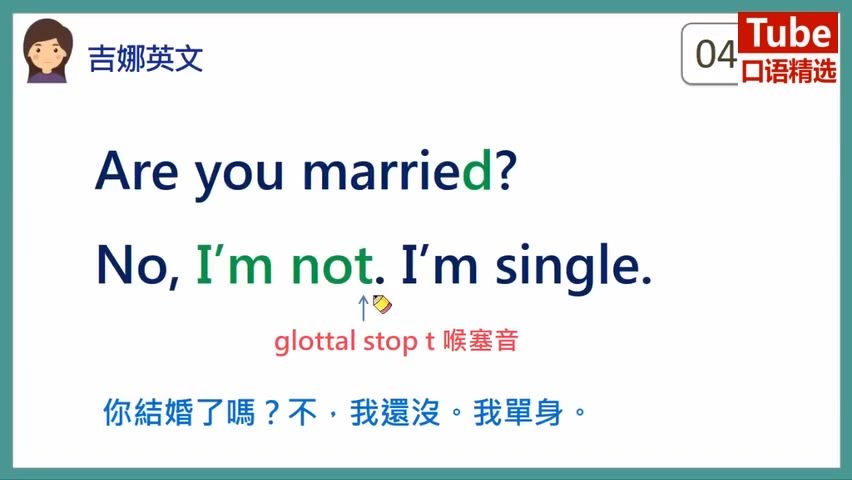 吉娜英文
04
Tube
口语精选
Are you married?
No, I’m not. I’m single.
glottal stop t 喉塞音
你結婚了嗎？不，我還沒。我單身。